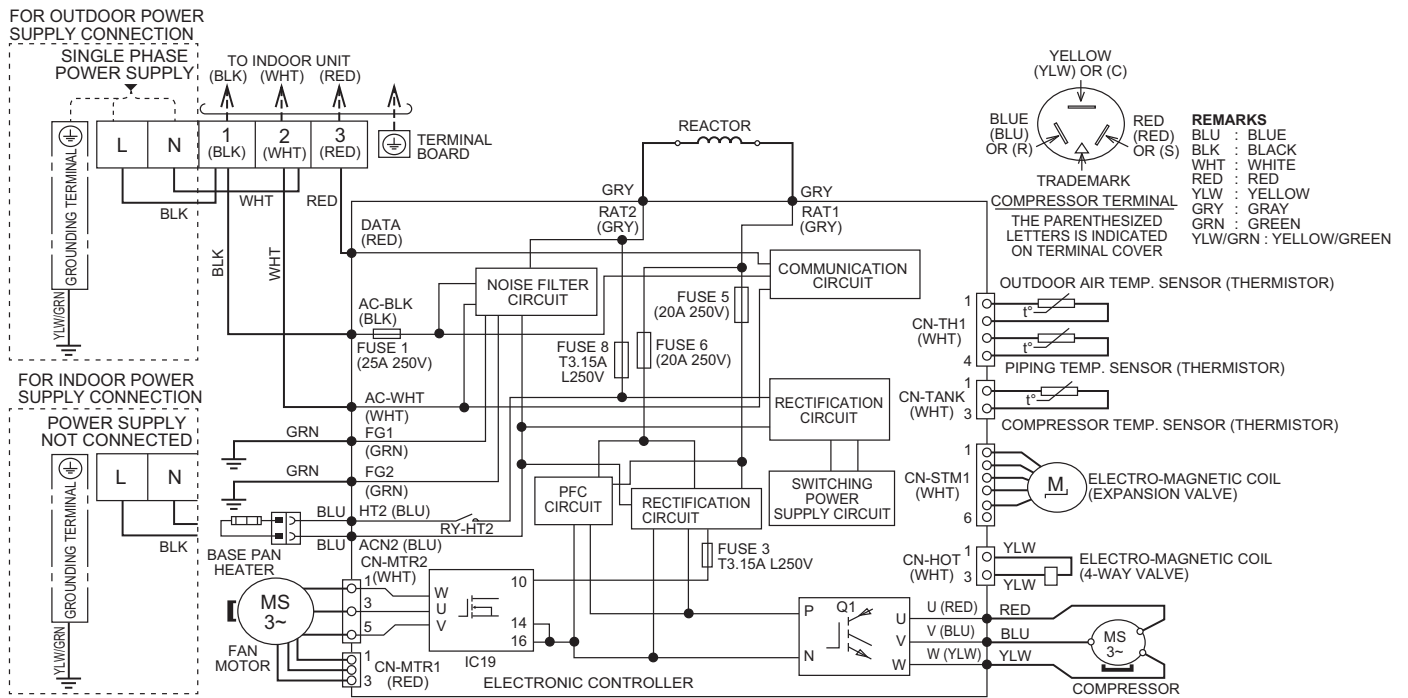 FOR OUTDOOR POWER
SUPPLY CONNECTION
SINGLE PHASE
POWER SUPPLY
TO INDOOR UNIT
(BLK) (WHT) (RED)
GROUNDING TERMINAL
L
N
1
(BLK)
2
(WHT)
3
(RED)
TERMINAL
BOARD
BLK
WHT
RED
YLW/GRN
BLK
WHT
REACTOR
GRY
GRY
RAT2
(GRY)
RAT1
(GRY)
DATA
(RED)
NOISE FILTER
CIRCUIT
COMMUNICATION
CIRCUIT
AC-BLK
(BLK)
FUSE 1
(25A 250V)
FUSE 5
(20A 250V)
FUSE 8
T3.15A
L250V
FUSE 6
(20A 250V)
AC-WHT
(WHT)
RECTIFICATION
CIRCUIT
SWITCHING
POWER
SUPPLY CIRCUIT
GRN
FG1
(GRN)
GRN
FG2
(GRN)
PFC
CIRCUIT
RECTIFICATION
CIRCUIT
FUSE 3
T3.15A L250V
BLU
HT2 (BLU)
RY-HT2
BLU
ACN2 (BLU)
BASE PAN
HEATER
CN-MTR2
(WHT)
1
3
5
MS
3~
FAN
MOTOR
1
3
CN-MTR1
(RED)
W
U
V
10
14
16
IC19
ELECTRONIC CONTROLLER
P
N
Q1
U
V
W
U (RED)
V (BLU)
W (YLW)
RED
BLU
YLW
MS
3~
COMPRESSOR
FOR INDOOR POWER
SUPPLY CONNECTION
POWER SUPPLY
NOT CONNECTED
GROUNDING TERMINAL
L
N
BLK
YLW/GRN
YELLOW
(YLW) OR (C)
BLUE
(BLU)
OR (R)
RED
(RED)
OR (S)
TRADEMARK
COMPRESSOR TERMINAL
THE PARENTHESIZED
LETTERS IS INDICATED
ON TERMINAL COVER
REMARKS
BLU : BLUE
BLK : BLACK
WHT : WHITE
RED : RED
YLW : YELLOW
GRY : GRAY
GRN : GREEN
YLW/GRN : YELLOW/GREEN
OUTDOOR AIR TEMP. SENSOR (THERMISTOR)
1
t°
CN-TH1
(WHT)
t°
4
PIPING TEMP. SENSOR (THERMISTOR)
1
CN-TANK
(WHT)
3
t°
COMPRESSOR TEMP. SENSOR (THERMISTOR)
1
CN-STM1
(WHT)
6
M
ELECTRO-MAGNETIC COIL
(EXPANSION VALVE)
CN-HOT
(WHT)
1
3
YLW
YLW
ELECTRO-MAGNETIC COIL
(4-WAY VALVE)